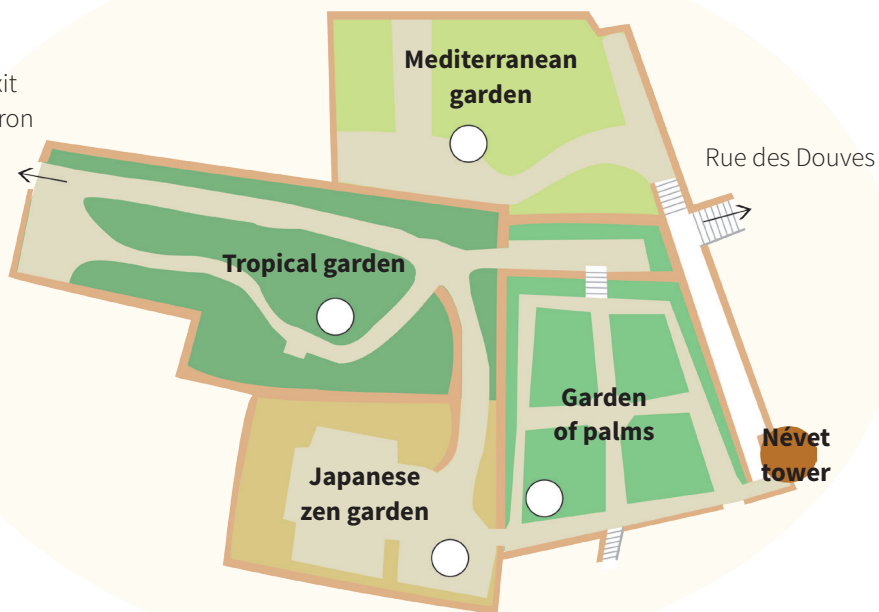 Mediterranean
garden
Rue des Douves
Tropical garden
Garden
of palms
Névet
tower
Japanese
zen garden